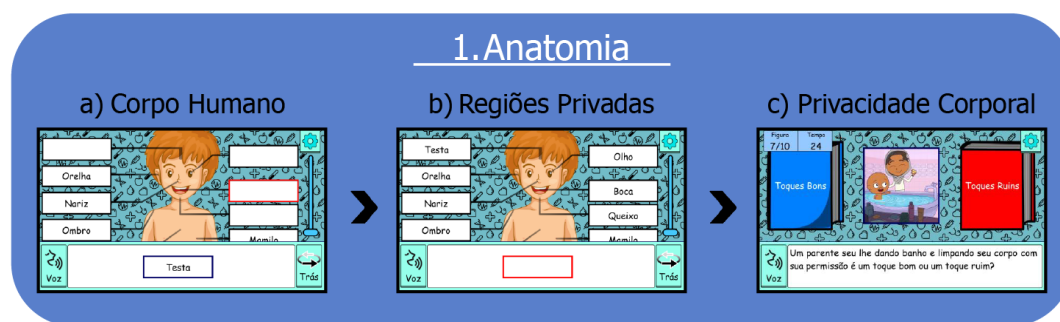 1.Anatomia
a) Corpo Humano
Orelha
Nariz
Ombro
Mamilo
Voz
Testa
Trás
b) Regiões Privadas
Testa
Orelha
Nariz
Ombro
Olho
Boca
Queixo
Mamilo
Voz
Trás
c) Privacidade Corporal
Figura Tempo
7/10 24
Toques Bons
Toques Ruins
Voz
Um parente seu lhe dando banho e limpando seu corpo com
sua permissão é um toque bom ou um toque ruim?